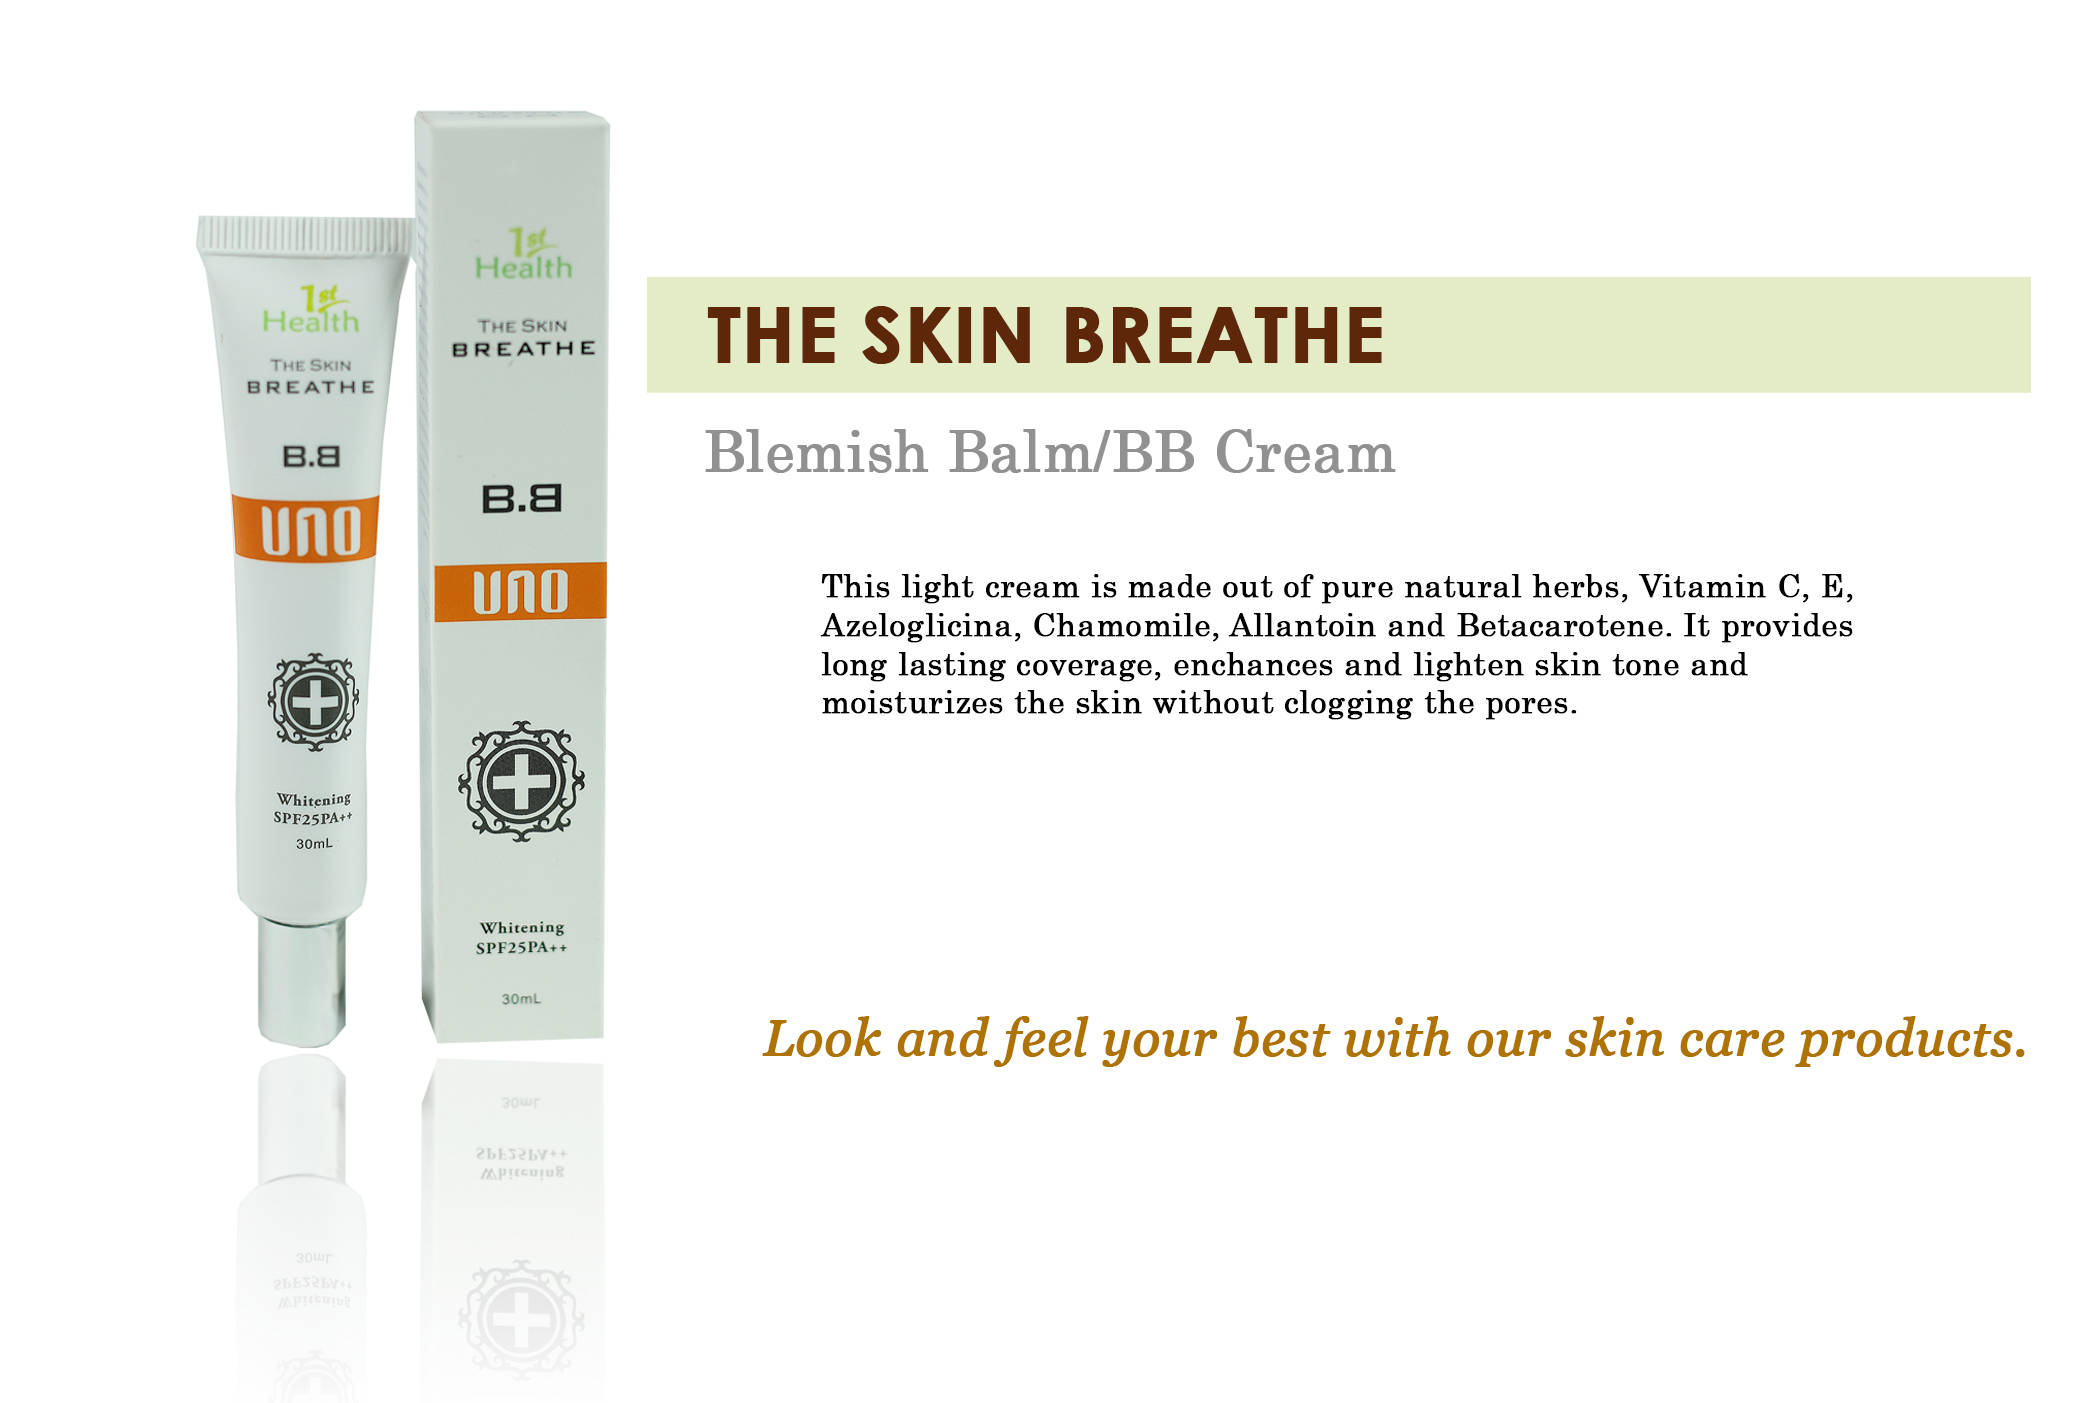 1st
Health
THE SKIN
BREATHE
B.B
UNO
Whitening
SPF25PA++
30mL
1st
Health
THE SKIN
BREATHE
B.B
UNO
Whitening
SPF25PA++
30mL
THE SKIN BREATHE
Blemish Balm/BB Cream
This light cream is made out of pure natural herbs, Vitamin C, E,
Azeloglicina, Chamomile, Allantoin and Betacarotene. It provides
long lasting coverage, enchances and lighten skin tone and
moisturizes the skin without clogging the pores.
Look and feel your best with our skin care products.